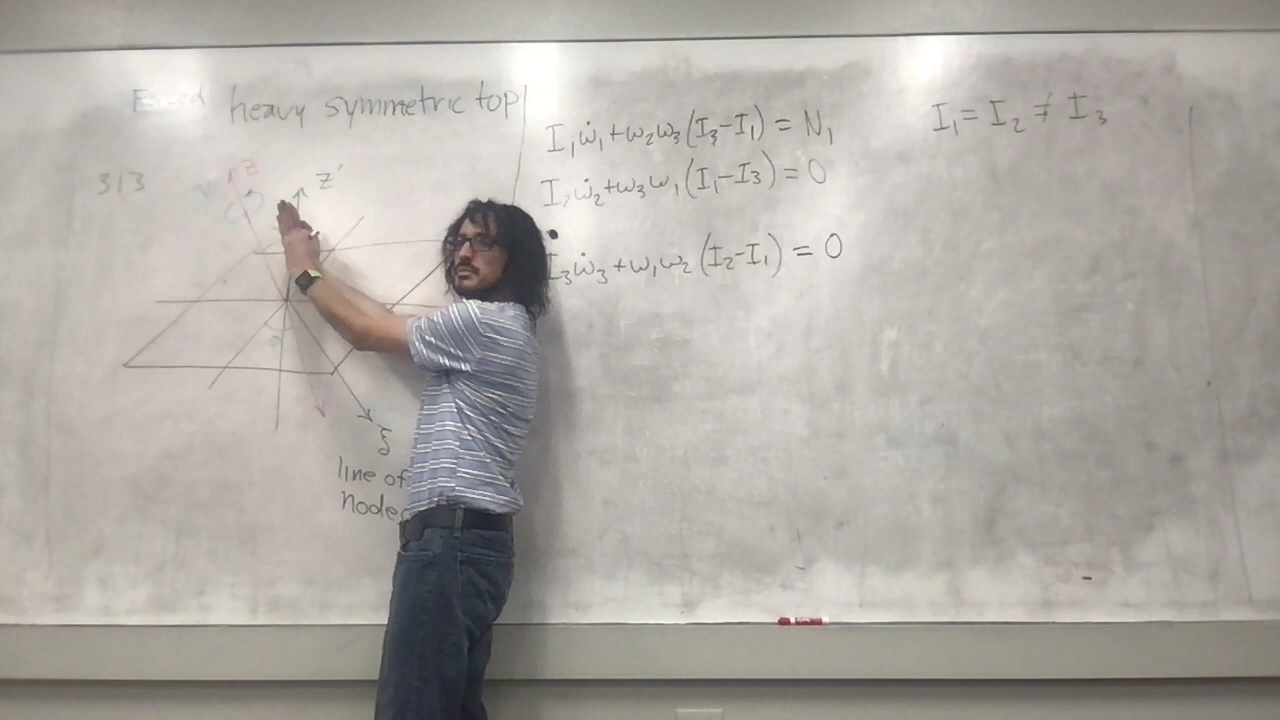 heavy symmetric top
313
z
z'
ξ
line of
node
I₁ω̇₁+ω₂ω₃(I₃-I₁) = N₁
I₂ω̇₂+ω₃ω₁(I₁-I₃) = 0
I₃ω̇₃+ω₁ω₂(I₂-I₁) = 0
I₁ = I₂ ≠ I₃